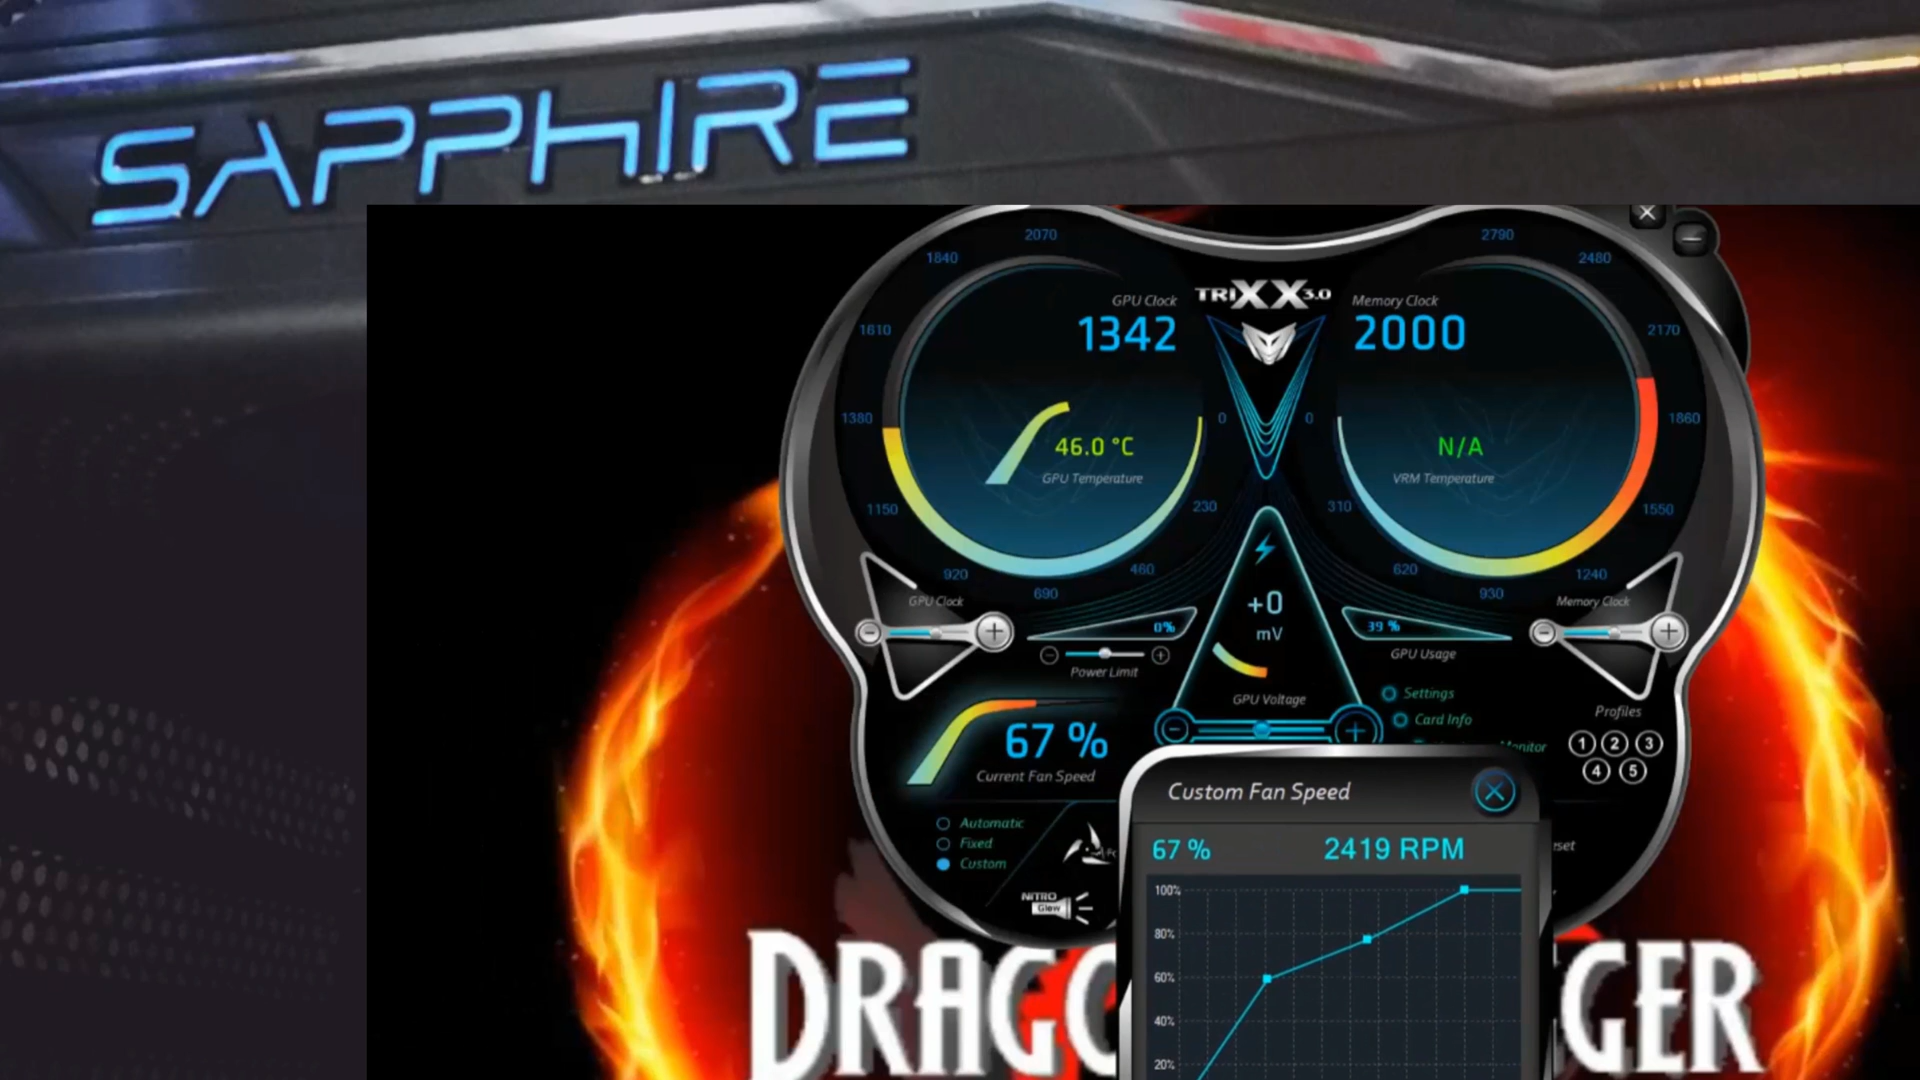 SAPPHIRE
2070
2790
1840
2480
GPU Clock
TRIXX 3.0
Memory Clock
1342
2000
1610
2170
1380
0
0
1860
46.0 °C
N/A
GPU Temperature
VRM Temperature
1150
230
310
1550
920
460
620
1240
690
930
GPU Clock
+0
mV
Memory Clock
0%
39 %
Power Limit
GPU Usage
GPU Voltage
Settings
Card Info
Monitor
Profiles
1 2 3
4 5
67 %
Current Fan Speed
Automatic
Fixed
Custom
NITRO
Glow
Custom Fan Speed
67 %
2419 RPM
100%
80%
60%
40%
20%
DRAGO
GER